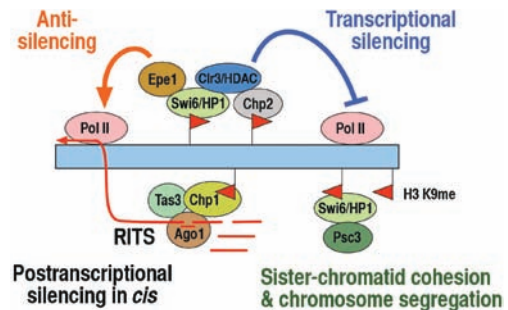 Anti-
silencing
Transcriptional
silencing
Epe1
Clr3/HDAC
Swi6/HP1
Chp2
Pol II
Pol II
Tas3
Chp1
H3 K9me
Swi6/HP1
RITS
Ago1
Psc3
Postranscriptional
silencing in cis
Sister-chromatid cohesion
& chromosome segregation